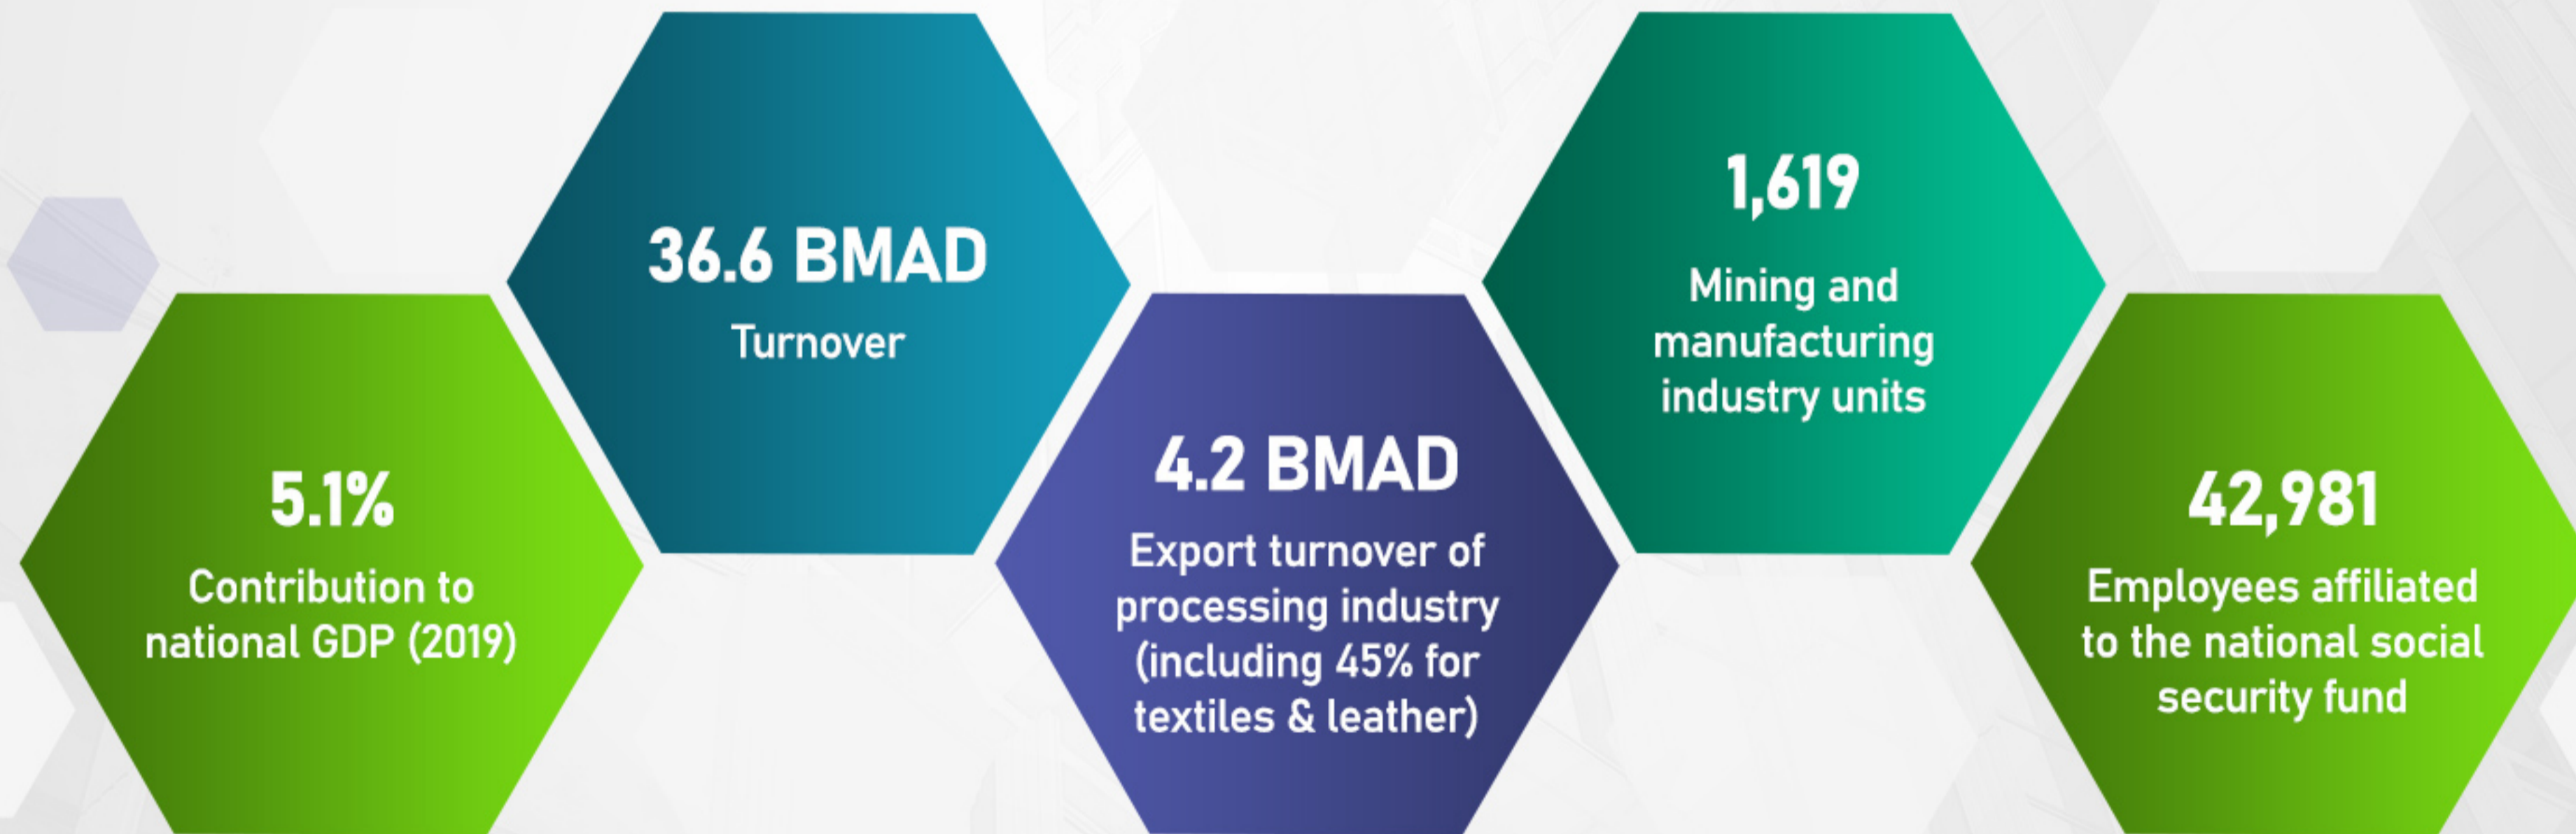 5.1%
Contribution to
national GDP (2019)
36.6 BMAD
Turnover
4.2 BMAD
Export turnover of
processing industry
(including 45% for
textiles & leather)
1,619
Mining and
manufacturing
industry units
42,981
Employees affiliated
to the national social
security fund